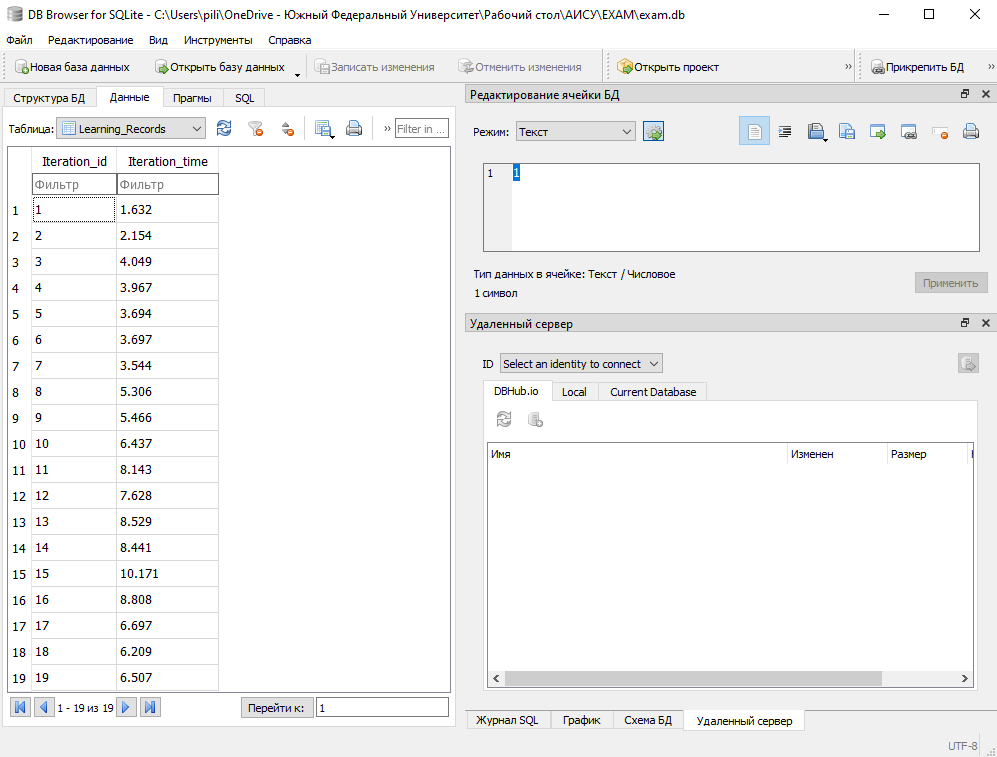 DB Browser for SQLite - C:\Users\pili\OneDrive - Южный Федеральный Университет\Рабочий стол\АИСУ\EXAM\exam.db
Файл Редактирование Вид Инструменты Справка
Новая база данных Открыть базу данных Записать изменения Отменить изменения Открыть проект » Прикрепить БД »
Структура БД Данные Прагмы SQL
Таблица: Learning_Records » Filter in ...
Iteration_id Iteration_time
Фильтр Фильтр
1 1 1.632
2 2 2.154
3 3 4.049
4 4 3.967
5 5 3.694
6 6 3.697
7 7 3.544
8 8 5.306
9 9 5.466
10 10 6.437
11 11 8.143
12 12 7.628
13 13 8.529
14 14 8.441
15 15 10.171
16 16 8.808
17 17 6.697
18 18 6.209
19 19 6.507
1 - 19 из 19 Перейти к: 1
Редактирование ячейки БД
Режим: Текст
1 1
Тип данных в ячейке: Текст / Числовое
1 символ
Применить
Удаленный сервер
ID Select an identity to connect
DBHub.io Local Current Database
Имя Изменен Размер
Журнал SQL График Схема БД Удаленный сервер
UTF-8